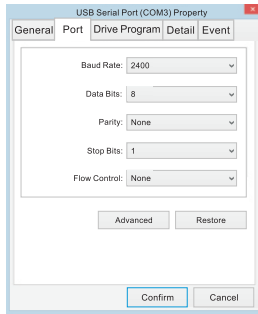 USB Serial Port (COM3) Property
General Port Drive Program Detail Event
Baud Rate: 2400
Data Bits: 8
Parity: None
Stop Bits: 1
Flow Control: None
Advanced Restore
Confirm Cancel